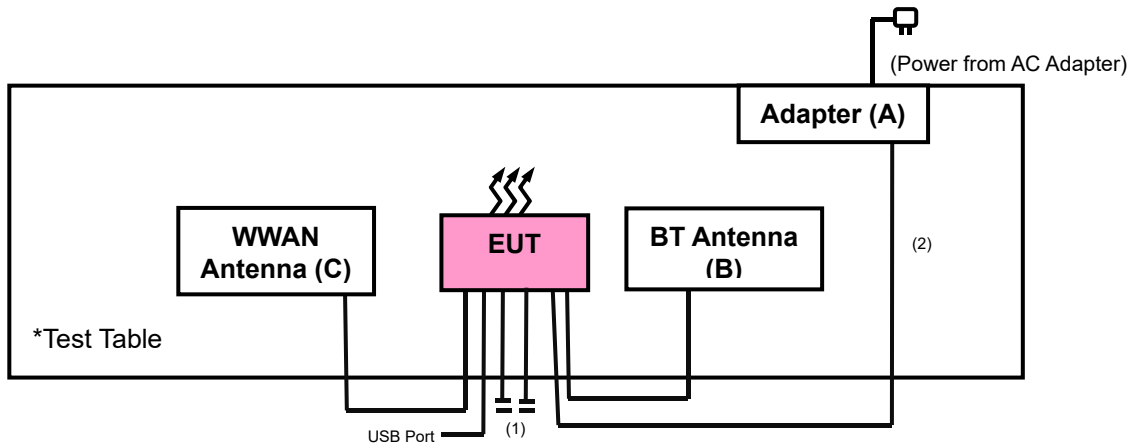 (Power from AC Adapter)
Adapter (A)
WWAN
Antenna (C)
EUT
BT Antenna
(B)
(2)
*Test Table
USB Port
(1)